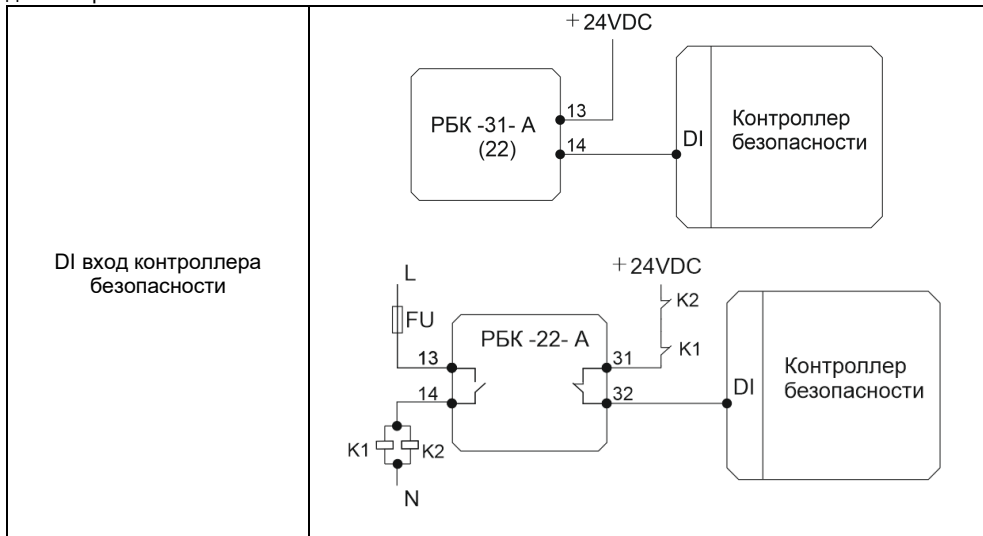 DI вход контроллера
безопасности
+24VDC
РБК -31- А
(22)
13
14
DI
Контроллер
безопасности
L
FU
+24VDC
K2
K1
РБК -22- А
13
14
31
32
DI
Контроллер
безопасности
K1
K2
N